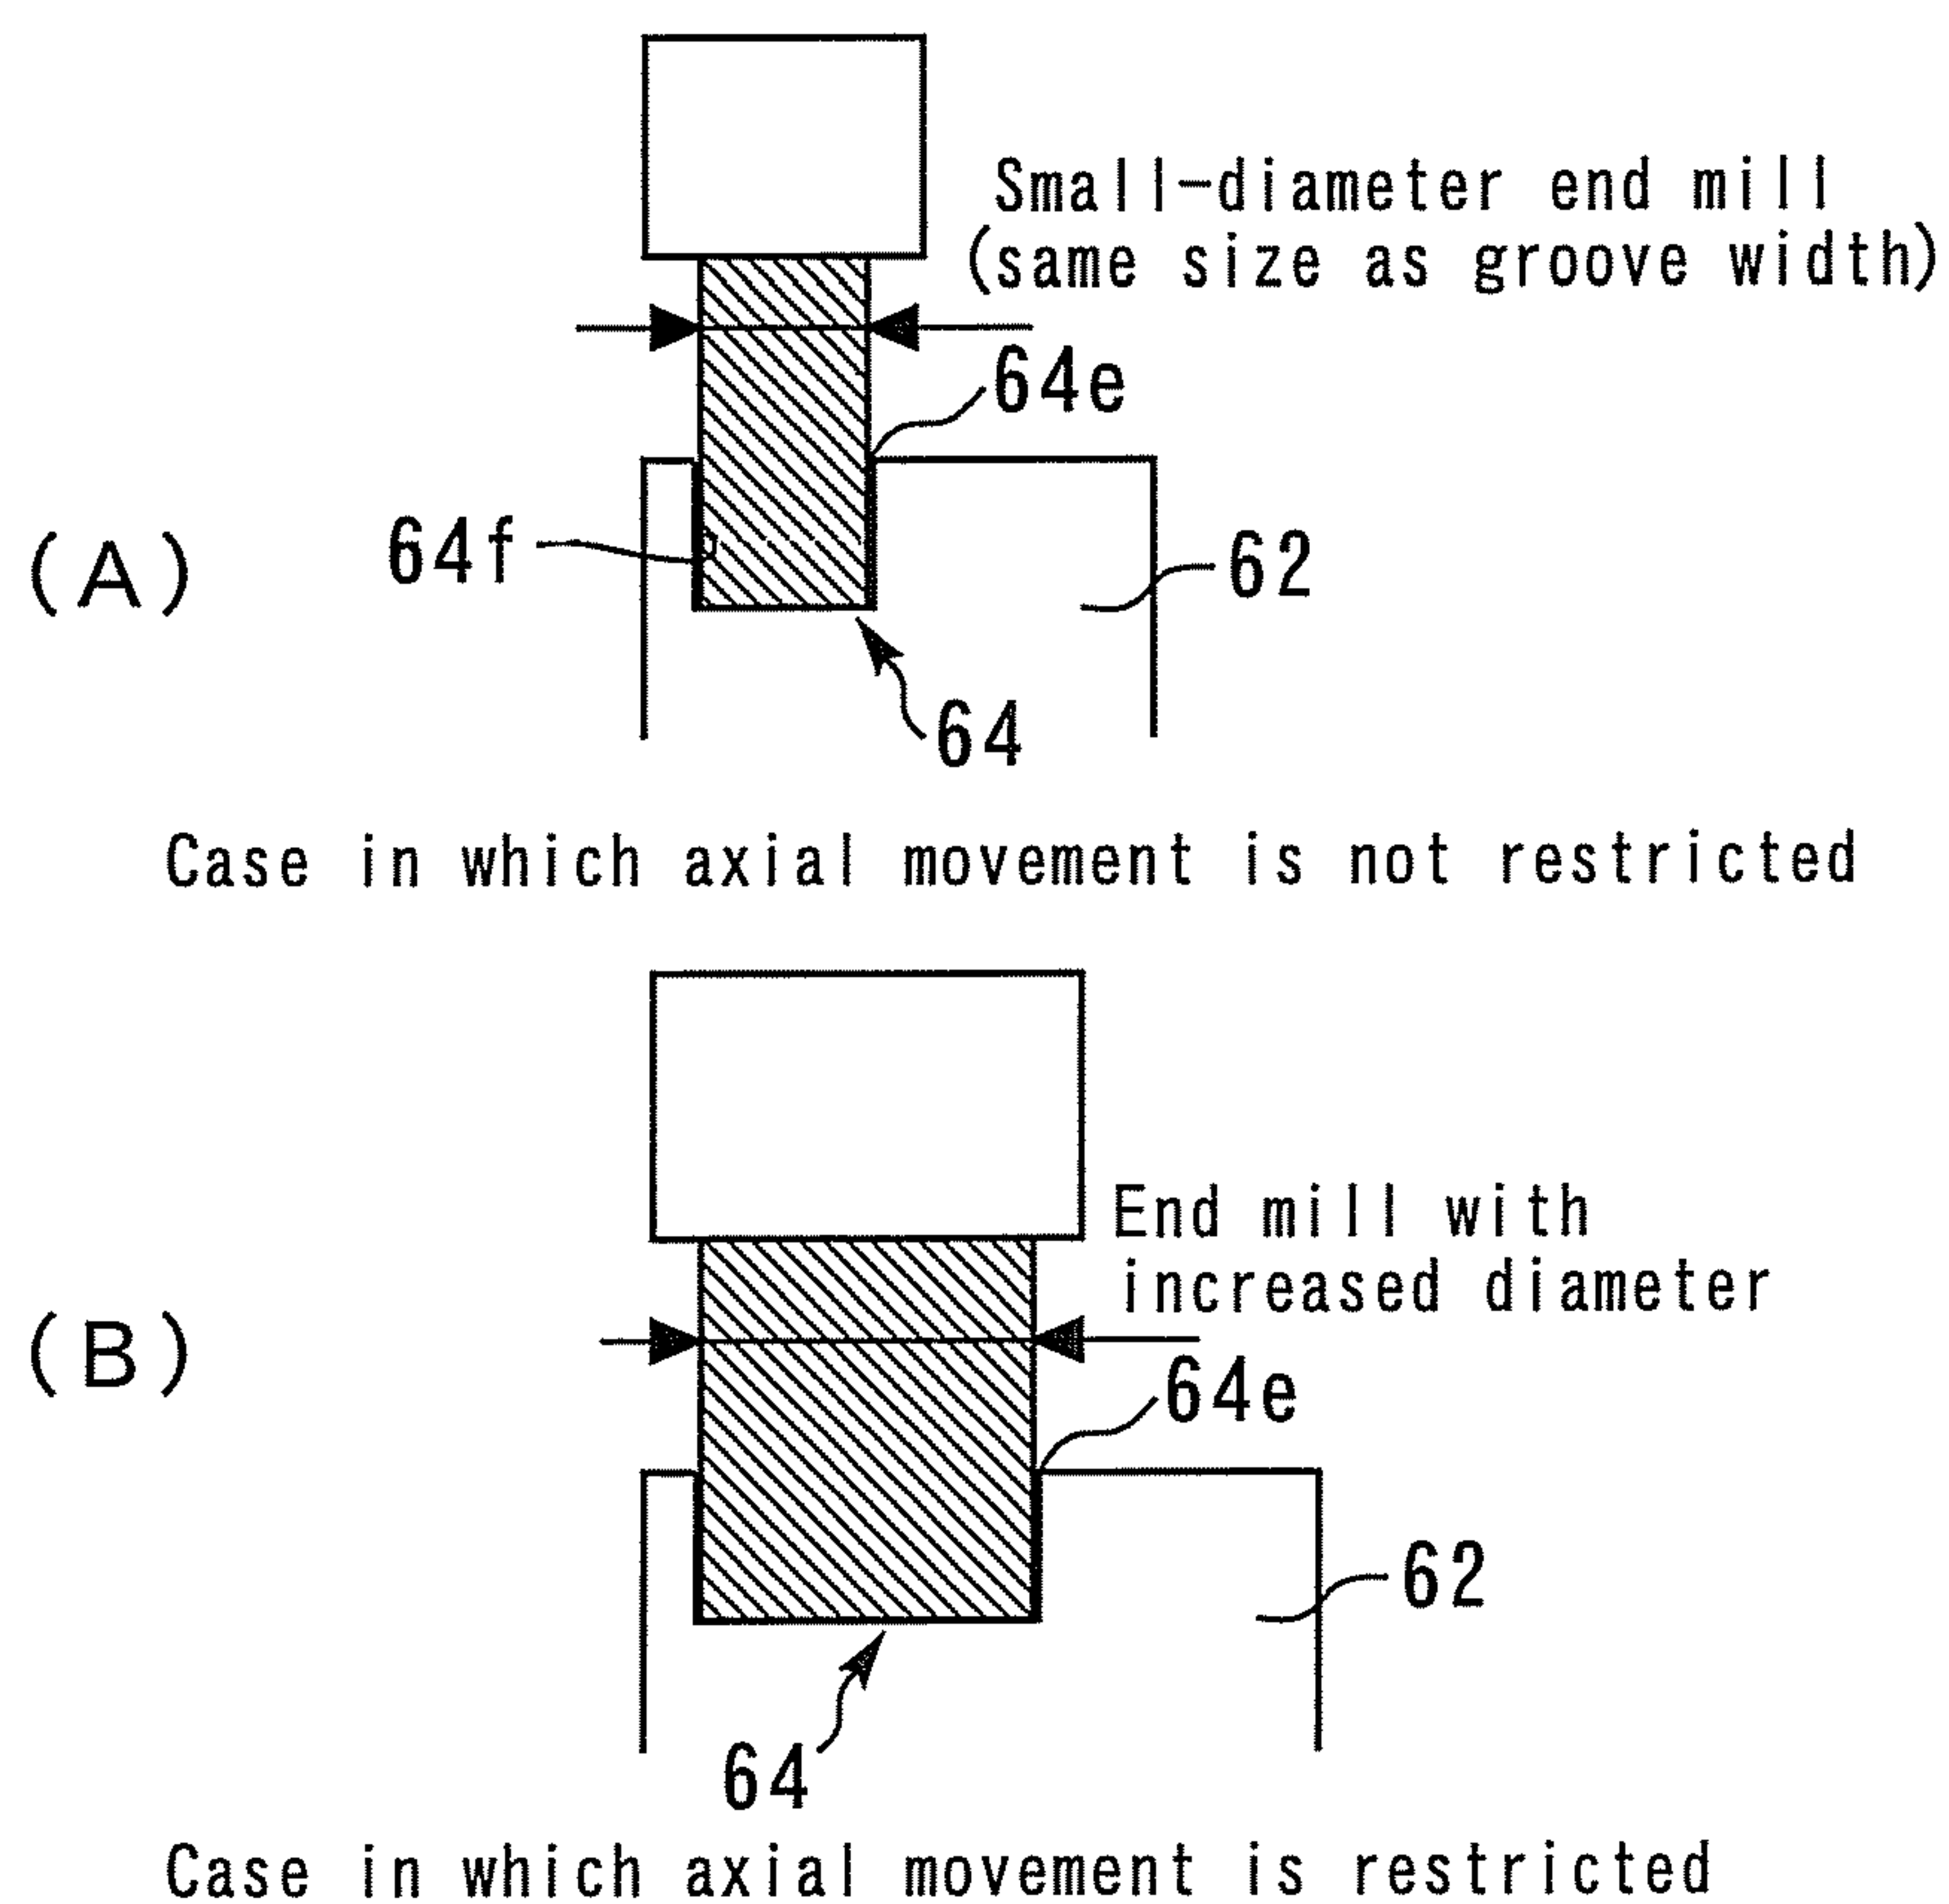 Small-diameter end mill
(same size as groove width)
64e
(A)
64f
62
64
Case in which axial movement is not restricted
End mill with
increased diameter
(B)
64e
62
64
Case in which axial movement is restricted